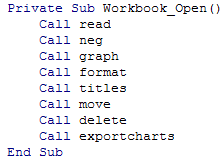 Private Sub Workbook_Open()
    Call read
    Call neg
    Call graph
    Call format
    Call titles
    Call move
    Call delete
    Call exportcharts
End Sub